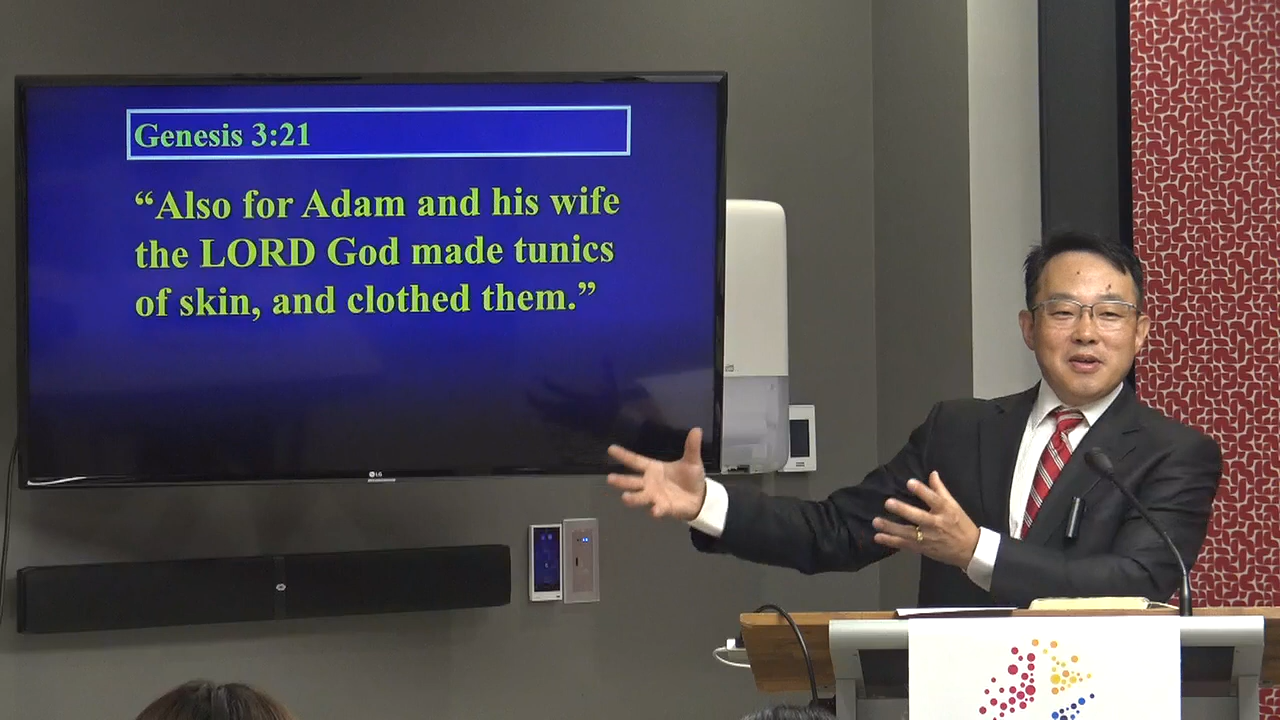 Genesis 3:21
“Also for Adam and his wife
the LORD God made tunics
of skin, and clothed them.”
LG